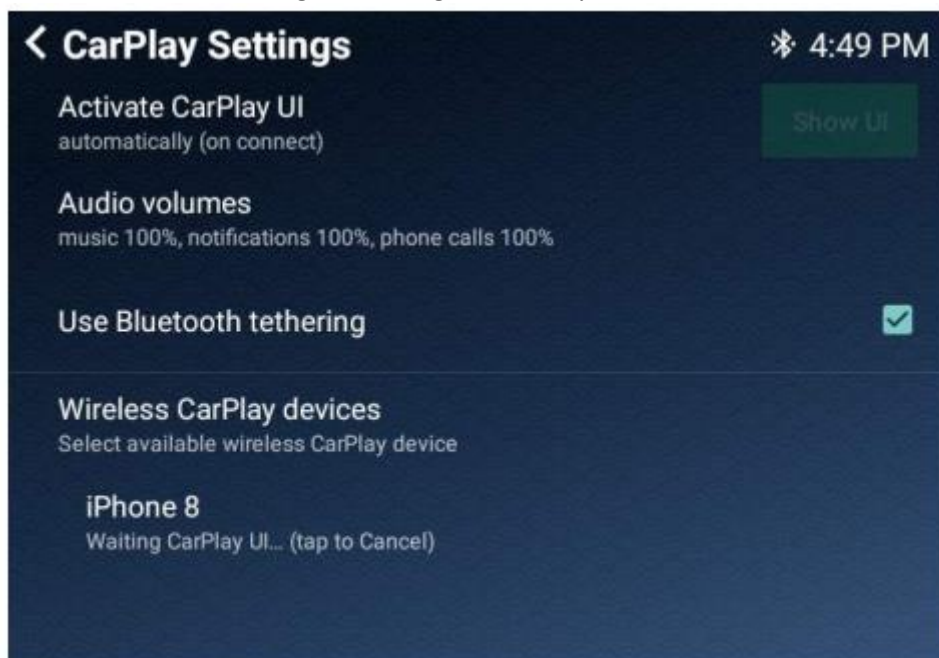 CarPlay Settings
4:49 PM
Activate CarPlay UI
automatically (on connect)
Show UI
Audio volumes
music 100%, notifications 100%, phone calls 100%
Use Bluetooth tethering
Wireless CarPlay devices
Select available wireless CarPlay device
iPhone 8
Waiting CarPlay UI... (tap to Cancel)